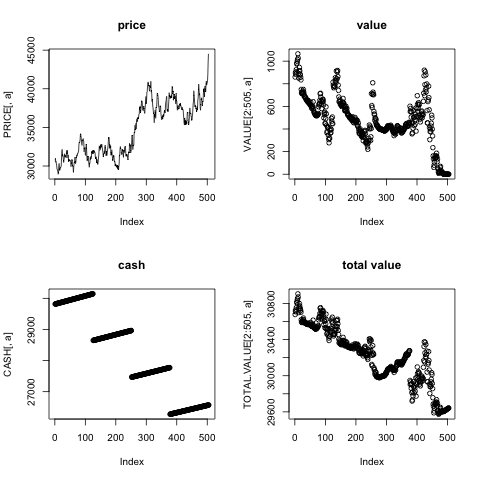 price
PRICE[, a]
30000 35000 40000 45000
0 100 200 300 400 500
Index
value
VALUE[2:505, a]
0 200 400 600 1000
0 100 200 300 400 500
Index
cash
CASH[, a]
27000 29000
0 100 200 300 400 500
Index
total value
TOTAL.VALUE[2:505, a]
29600 30000 30400 30800
0 100 200 300 400 500
Index